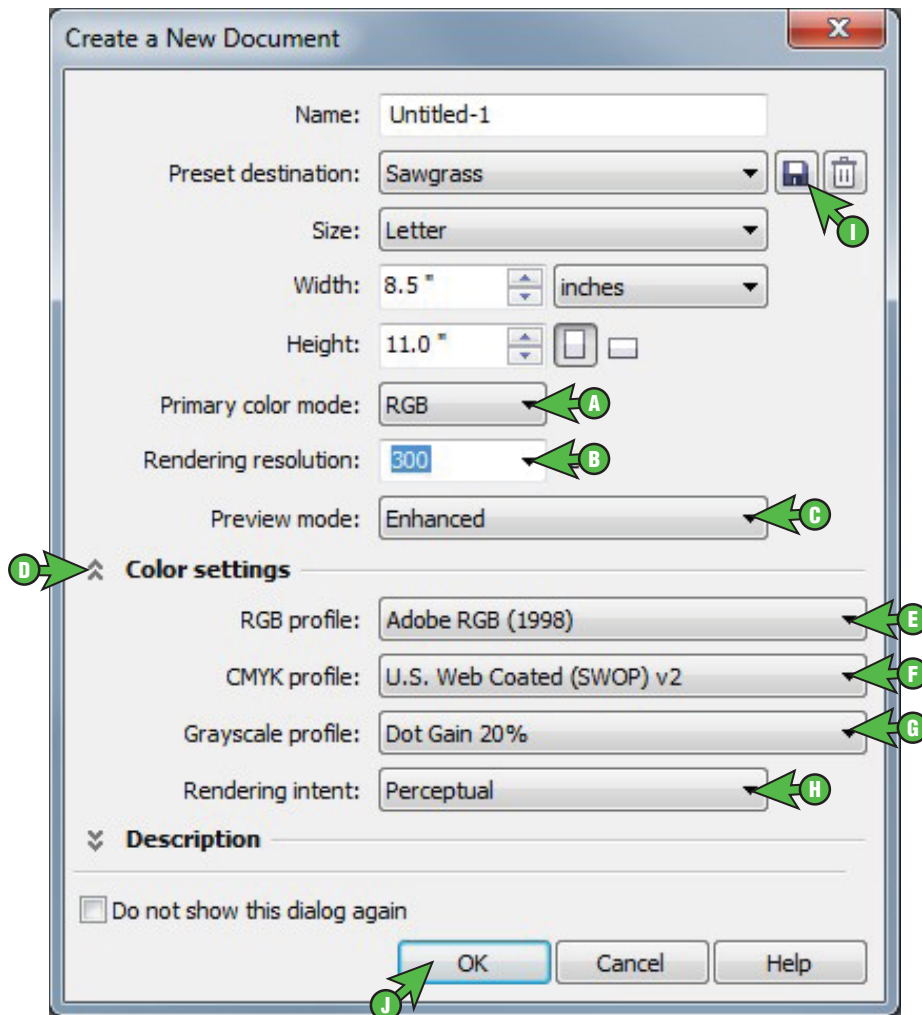 Create a New Document
Name: Untitled-1
Preset destination: Sawgrass
I
Size: Letter
Width: 8.5 " inches
Height: 11.0 "
Primary color mode: RGB A
Rendering resolution: 300 B
Preview mode: Enhanced C
D Color settings
RGB profile: Adobe RGB (1998) E
CMYK profile: U.S. Web Coated (SWOP) v2 F
Grayscale profile: Dot Gain 20% G
Rendering intent: Perceptual H
Description
Do not show this dialog again
OK Cancel Help
J